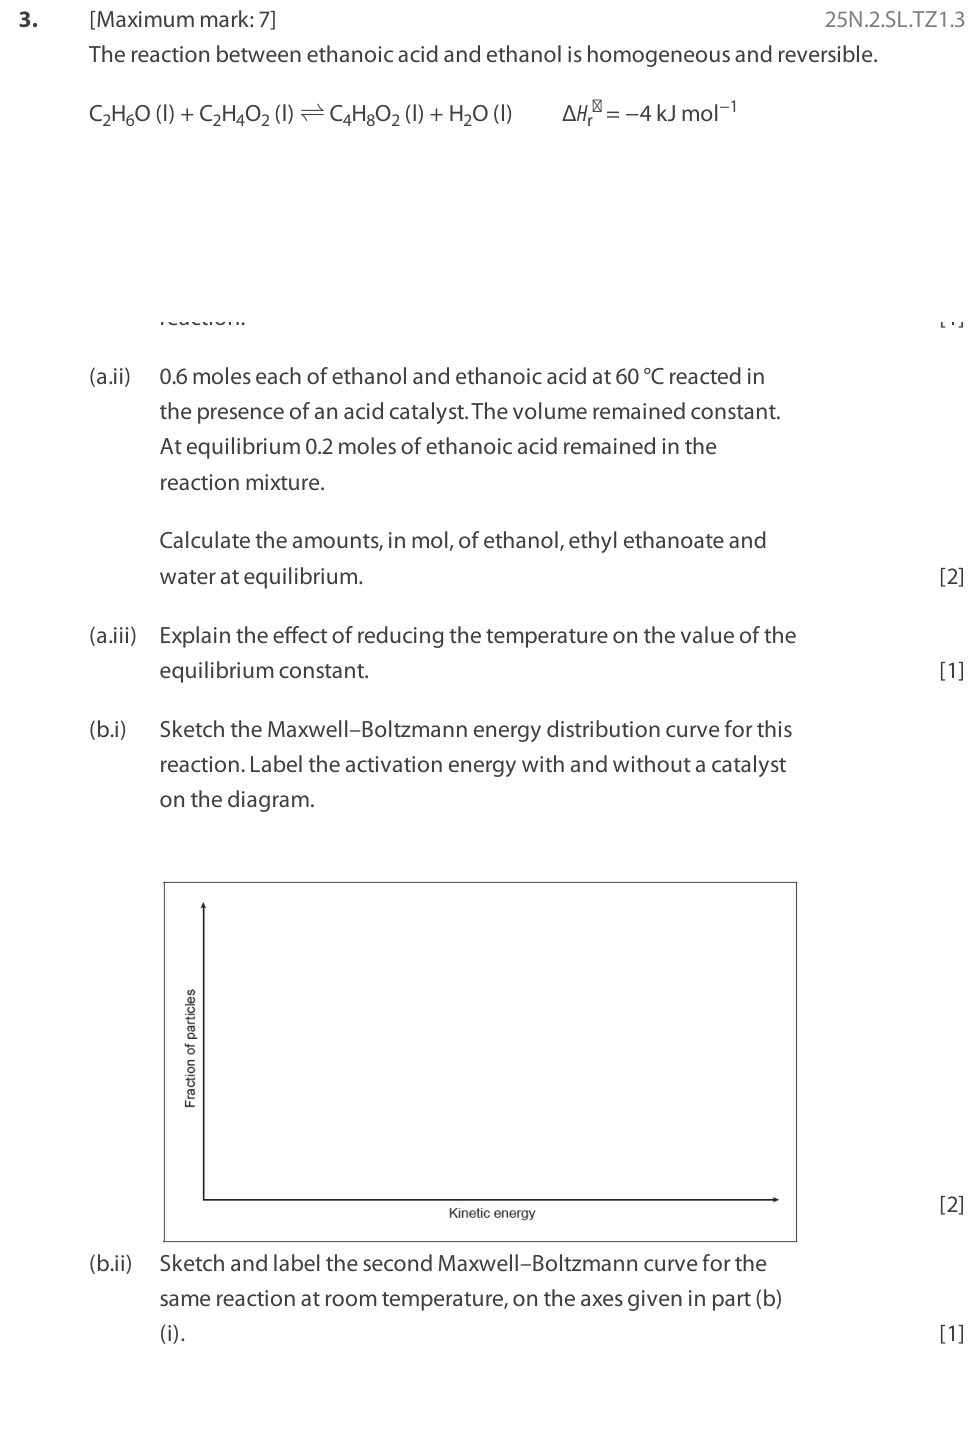 3. [Maximum mark: 7] 25N.2.SL.TZ1.3
The reaction between ethanoic acid and ethanol is homogeneous and reversible.
C₂H₆O (l) + C₂H₄O₂ (l) ⇌ C₄H₈O₂ (l) + H₂O (l) ΔHᵣ = −4 kJ mol⁻¹
reaction. [1]
(a.ii) 0.6 moles each of ethanol and ethanoic acid at 60 °C reacted in
the presence of an acid catalyst. The volume remained constant.
At equilibrium 0.2 moles of ethanoic acid remained in the
reaction mixture.
Calculate the amounts, in mol, of ethanol, ethyl ethanoate and
water at equilibrium. [2]
(a.iii) Explain the effect of reducing the temperature on the value of the
equilibrium constant. [1]
(b.i) Sketch the Maxwell–Boltzmann energy distribution curve for this
reaction. Label the activation energy with and without a catalyst
on the diagram.
Fraction of particles
Kinetic energy
[2]
(b.ii) Sketch and label the second Maxwell–Boltzmann curve for the
same reaction at room temperature, on the axes given in part (b)
(i). [1]